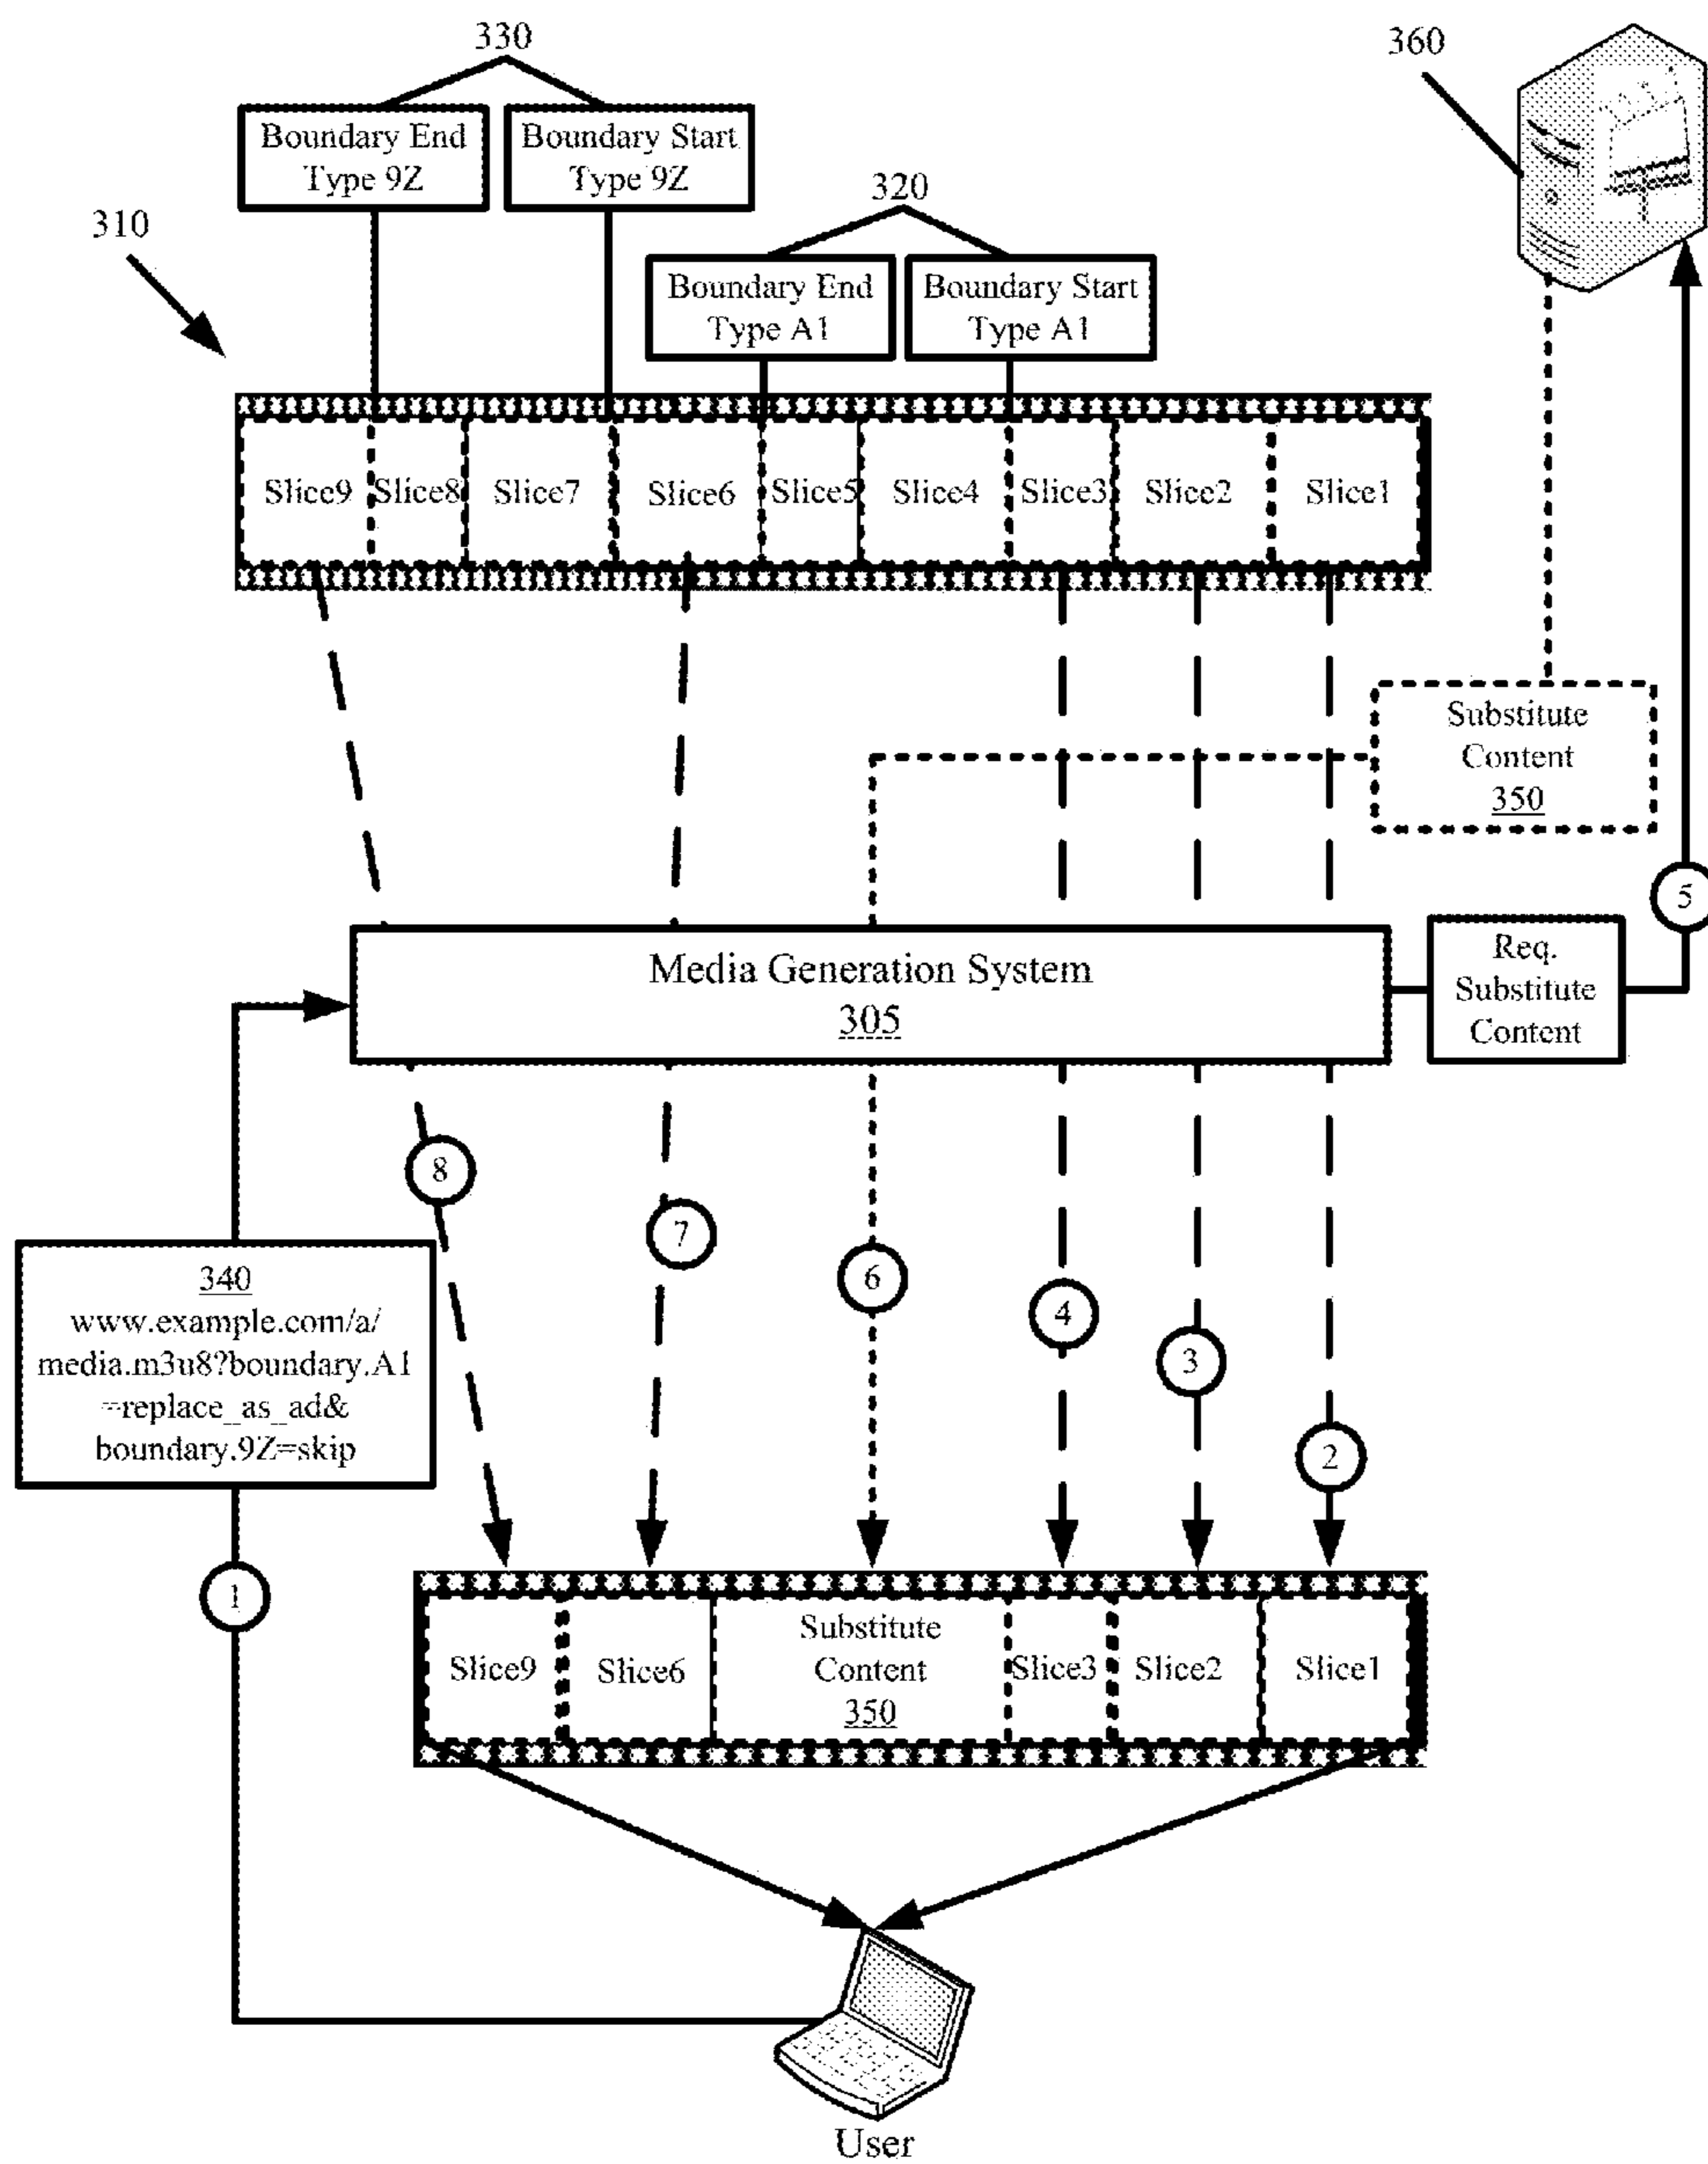 330
360
Boundary End
Type 9Z
Boundary Start
Type 9Z
320
310
Boundary End
Type A1
Boundary Start
Type A1
Slice9
Slice8
Slice7
Slice6
Slice5
Slice4
Slice3
Slice2
Slice1
Substitute
Content
350
5
Media Generation System
305
Req.
Substitute
Content
8
7
6
4
3
2
340
www.example.com/a/
media.m3u8?boundary.A1
=replace_as_ad&
boundary.9Z=skip
1
Slice9
Slice6
Substitute
Content
350
Slice3
Slice2
Slice1
User